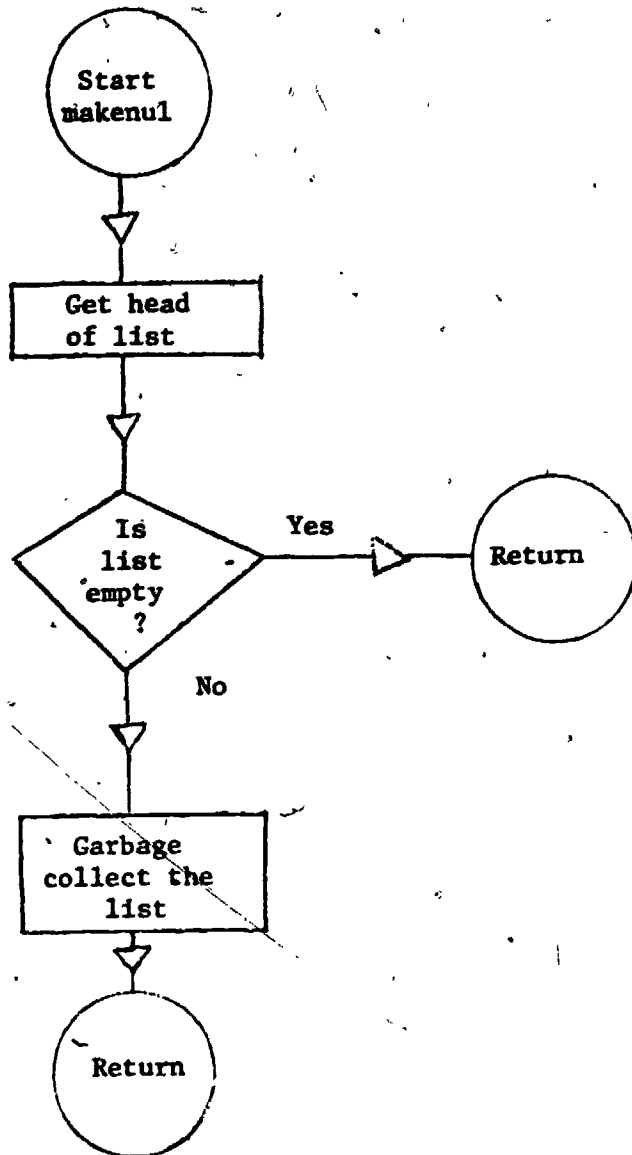 Start
makenul
Get head
of list
Is
list
empty
?
Yes
Return
No
Garbage
collect the
list
Return